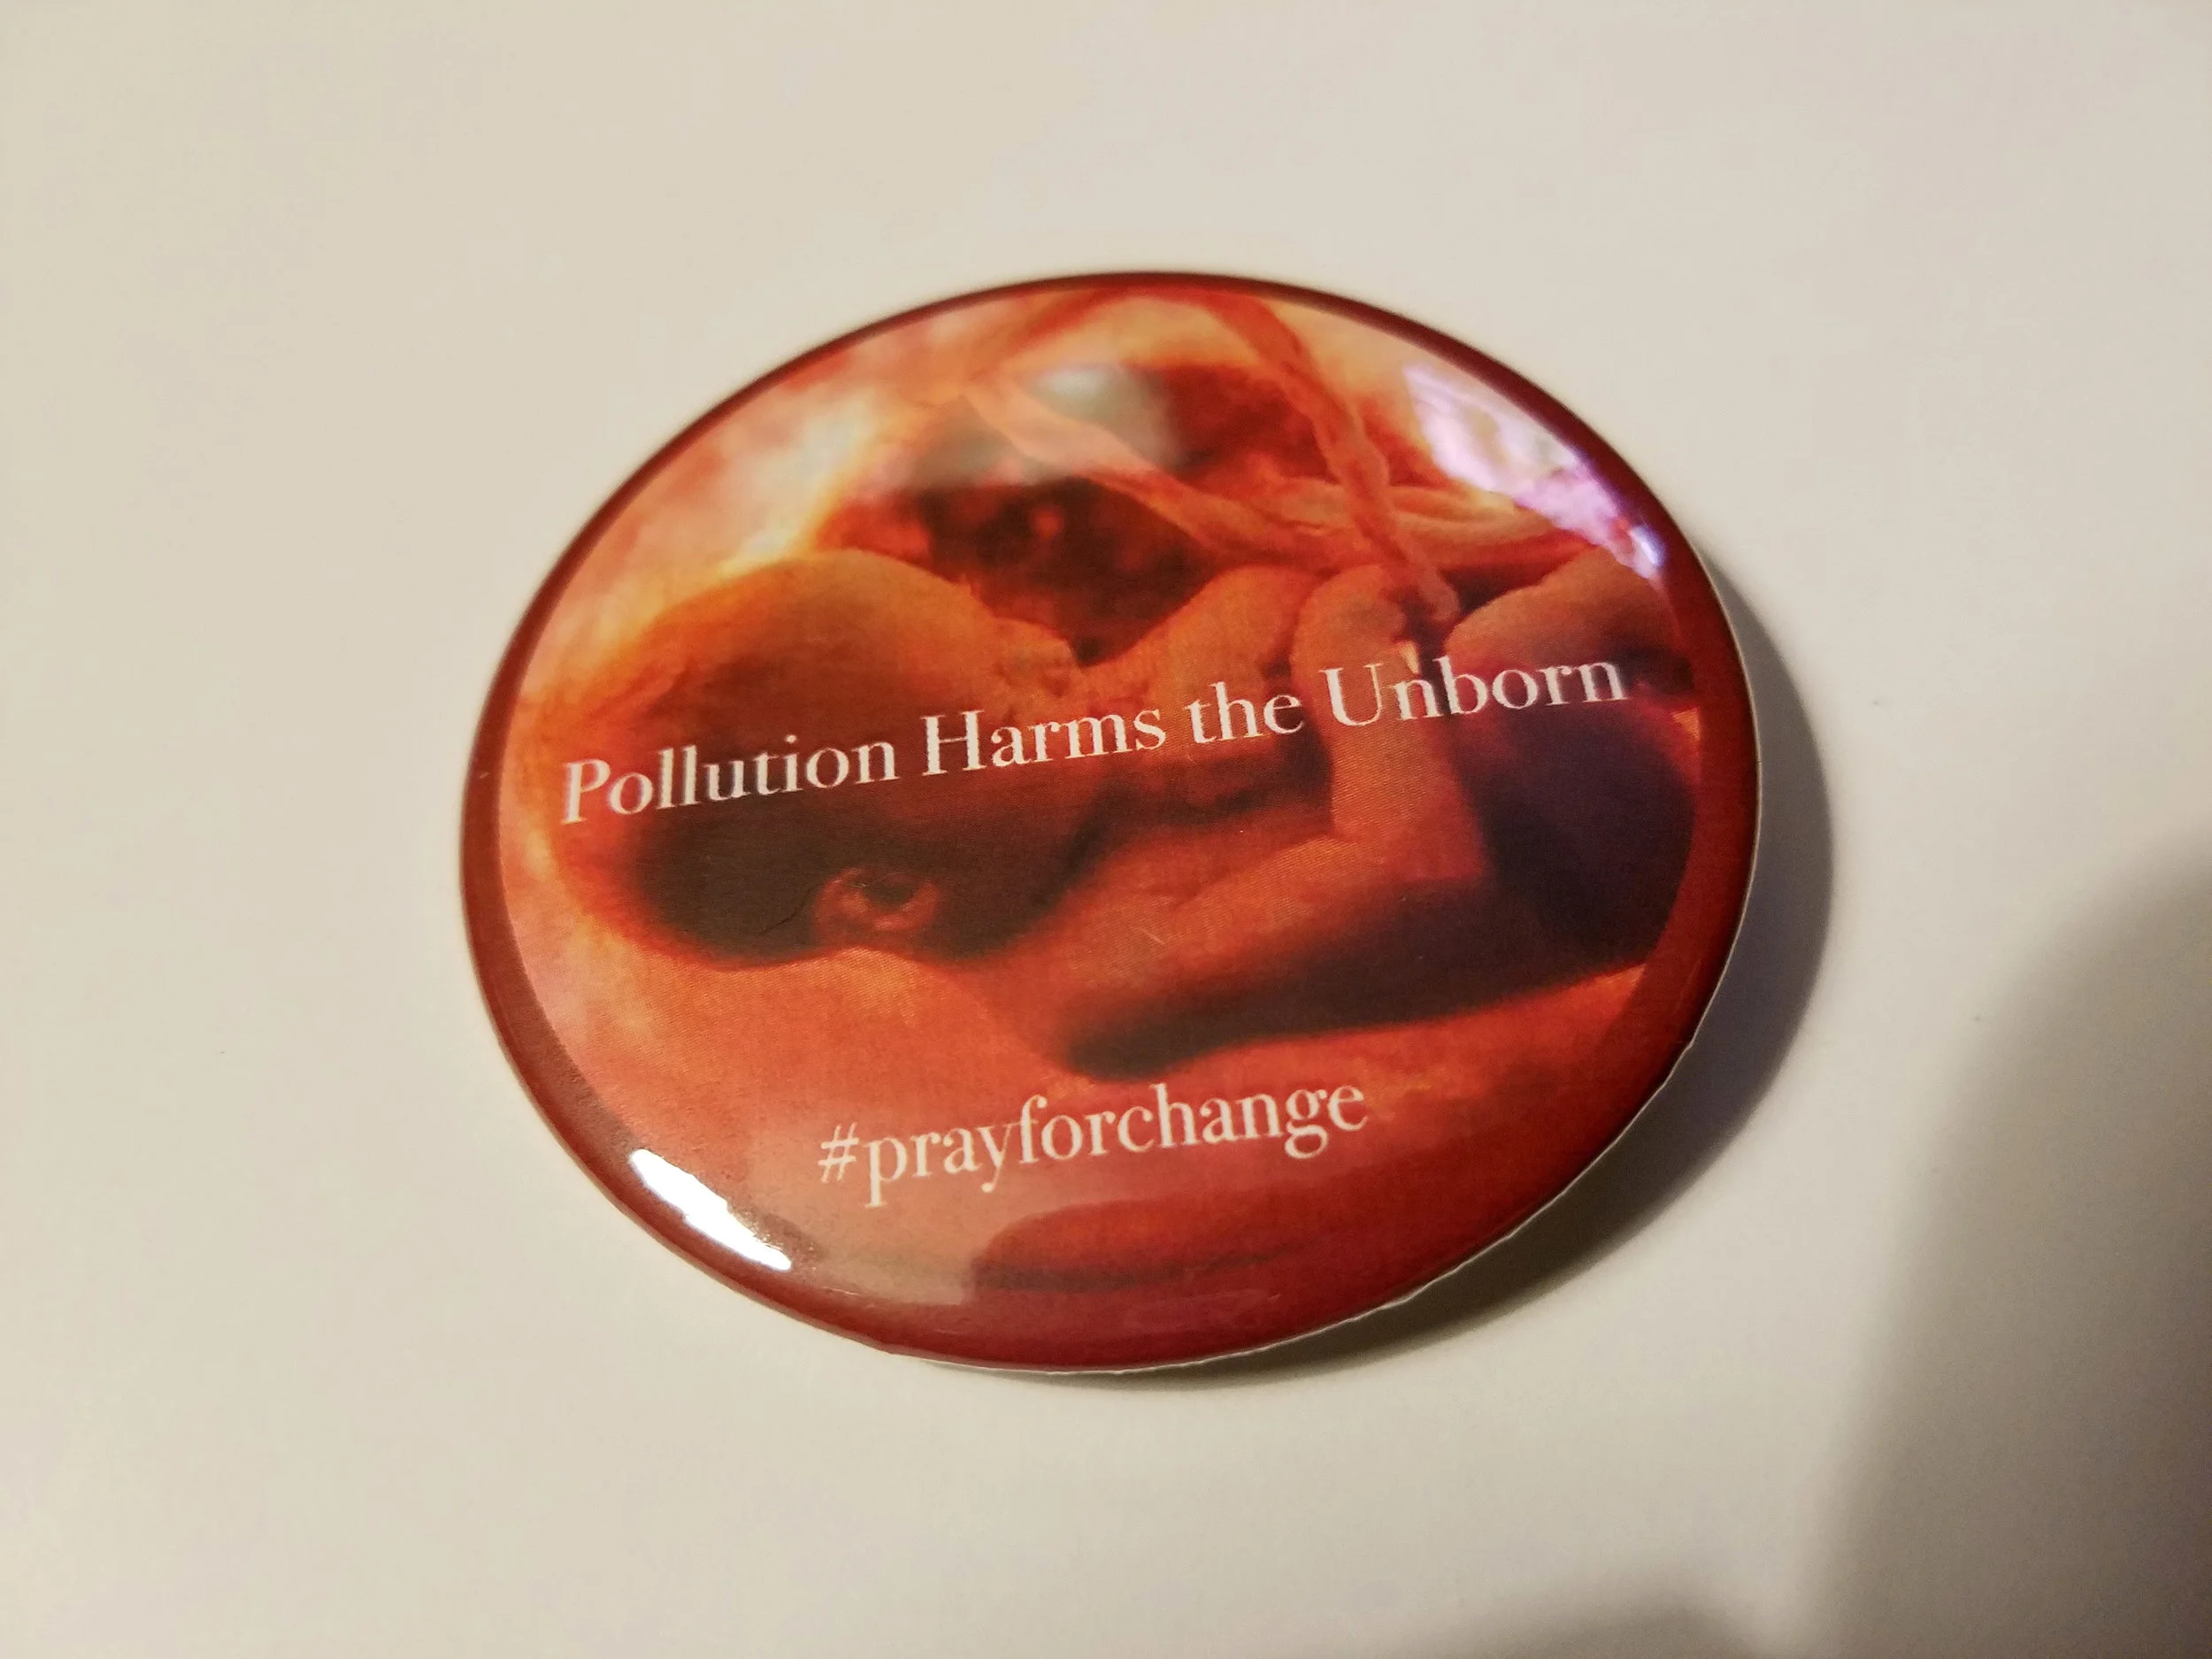 Pollution Harms the Unborn
#prayforchange